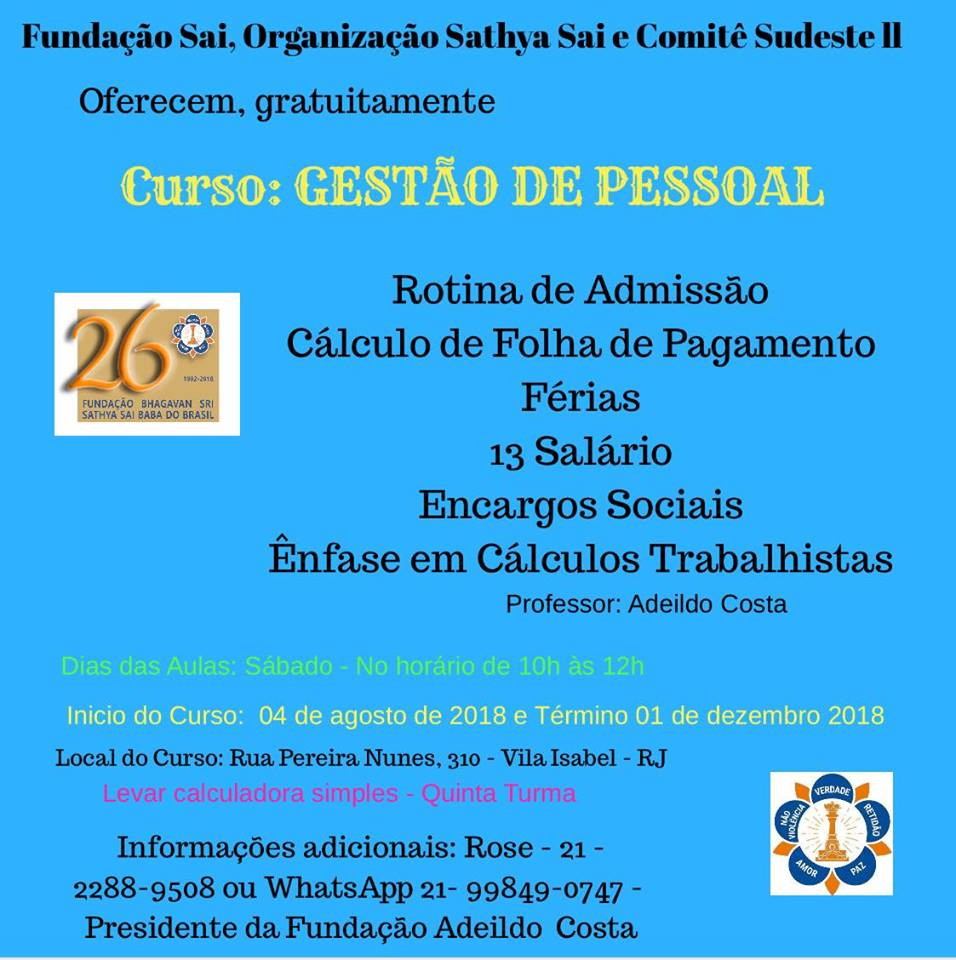 Fundação Sai, Organização Sathya Sai e Comitê Sudeste ll
Oferecem, gratuitamente
Curso: GESTÃO DE PESSOAL
Rotina de Admissão
Cálculo de Folha de Pagamento
Férias
13 Salário
Encargos Sociais
Ênfase em Cálculos Trabalhistas
Professor: Adeildo Costa
26
1992-2018
FUNDAÇÃO BHAGAVAN SRI
SATHYA SAI BABA DO BRASIL
Dias das Aulas: Sábado - No horário de 10h às 12h
Inicio do Curso: 04 de agosto de 2018 e Término 01 de dezembro 2018
Local do Curso: Rua Pereira Nunes, 310 - Vila Isabel - RJ
Levar calculadora simples - Quinta Turma
Informações adicionais: Rose - 21 -
2288-9508 ou WhatsApp 21- 99849-0747 -
Presidente da Fundação Adeildo Costa
VERDADE
RETIDÃO
PAZ
AMOR
NÃO
VIOLÊNCIA